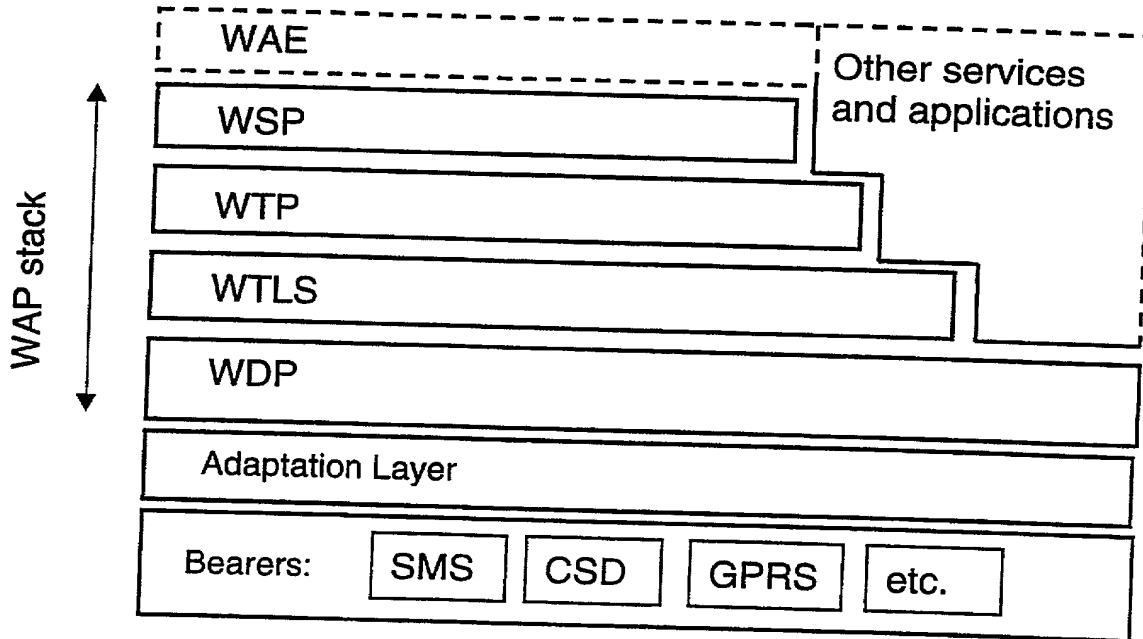 WAE
Other services
and applications
WSP
WTP
WTLS
WDP
Adaptation Layer
Bearers: SMS CSD GPRS etc.
WAP stack